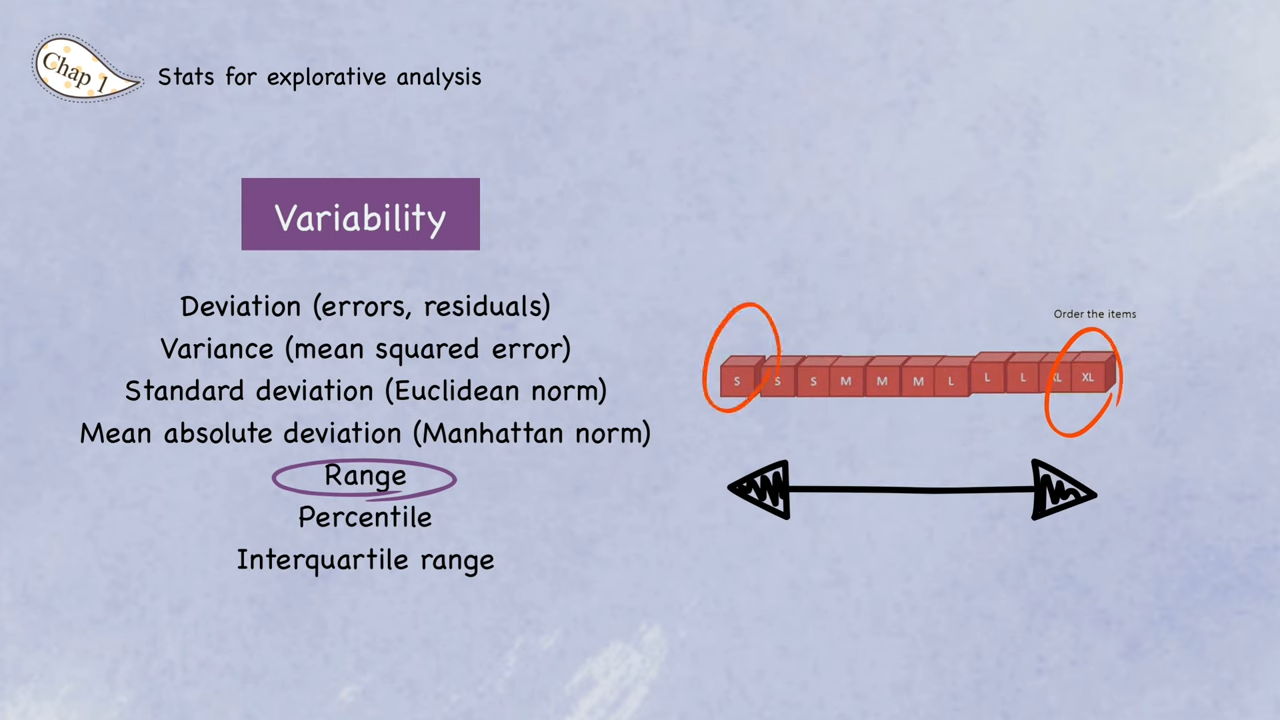 Chap 1
Stats for explorative analysis
Variability
Deviation (errors, residuals)
Variance (mean squared error)
Standard deviation (Euclidean norm)
Mean absolute deviation (Manhattan norm)
Range
Percentile
Interquartile range
Order the items
S S S M M M L L L XL XL